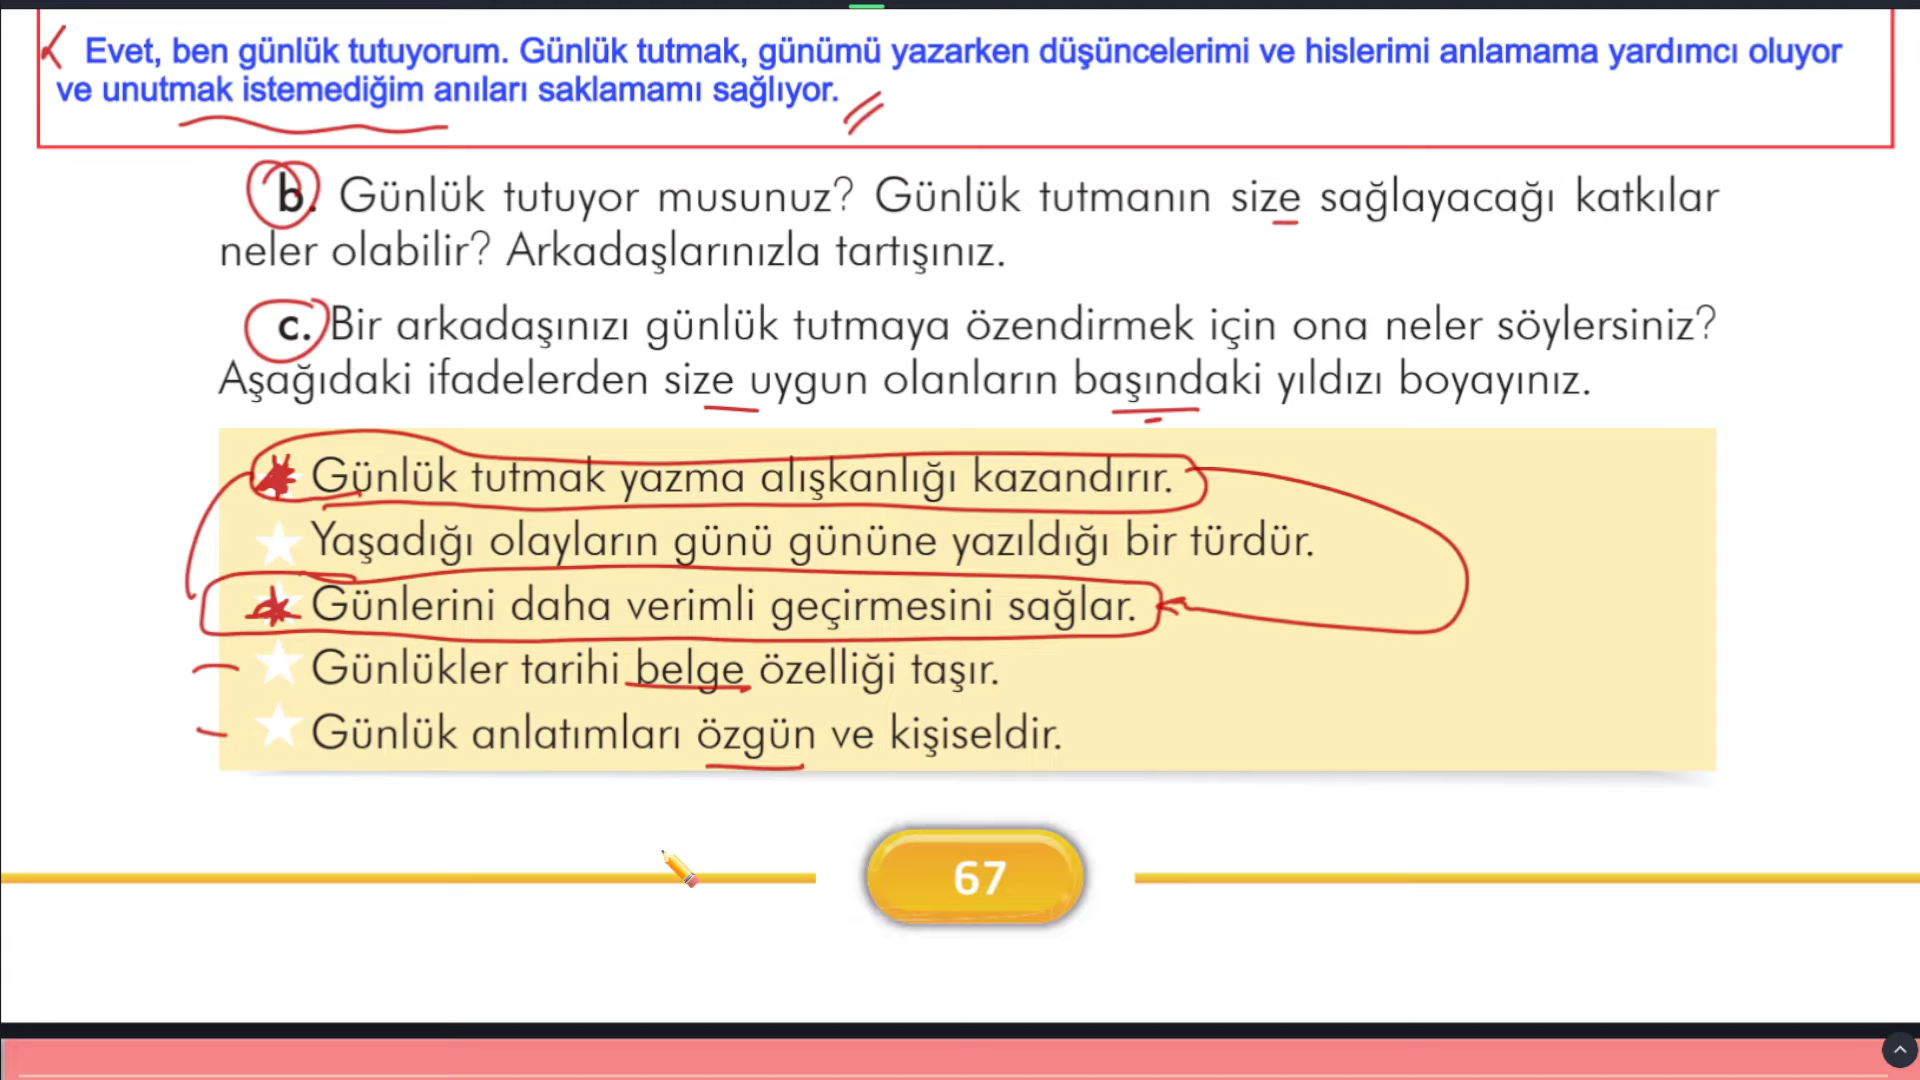 Evet, ben günlük tutuyorum. Günlük tutmak, günümü yazarken düşüncelerimi ve hislerimi anlamama yardımcı oluyor
ve unutmak istemediğim anıları saklamamı sağlıyor.
b. Günlük tutuyor musunuz? Günlük tutmanın size sağlayacağı katkılar
neler olabilir? Arkadaşlarınızla tartışınız.
c. Bir arkadaşınızı günlük tutmaya özendirmek için ona neler söylersiniz?
Aşağıdaki ifadelerden size uygun olanların başındaki yıldızı boyayınız.
Günlük tutmak yazma alışkanlığı kazandırır.
Yaşadığı olayların günü gününe yazıldığı bir türdür.
Günlerini daha verimli geçirmesini sağlar.
Günlükler tarihi belge özelliği taşır.
Günlük anlatımları özgün ve kişiseldir.
67